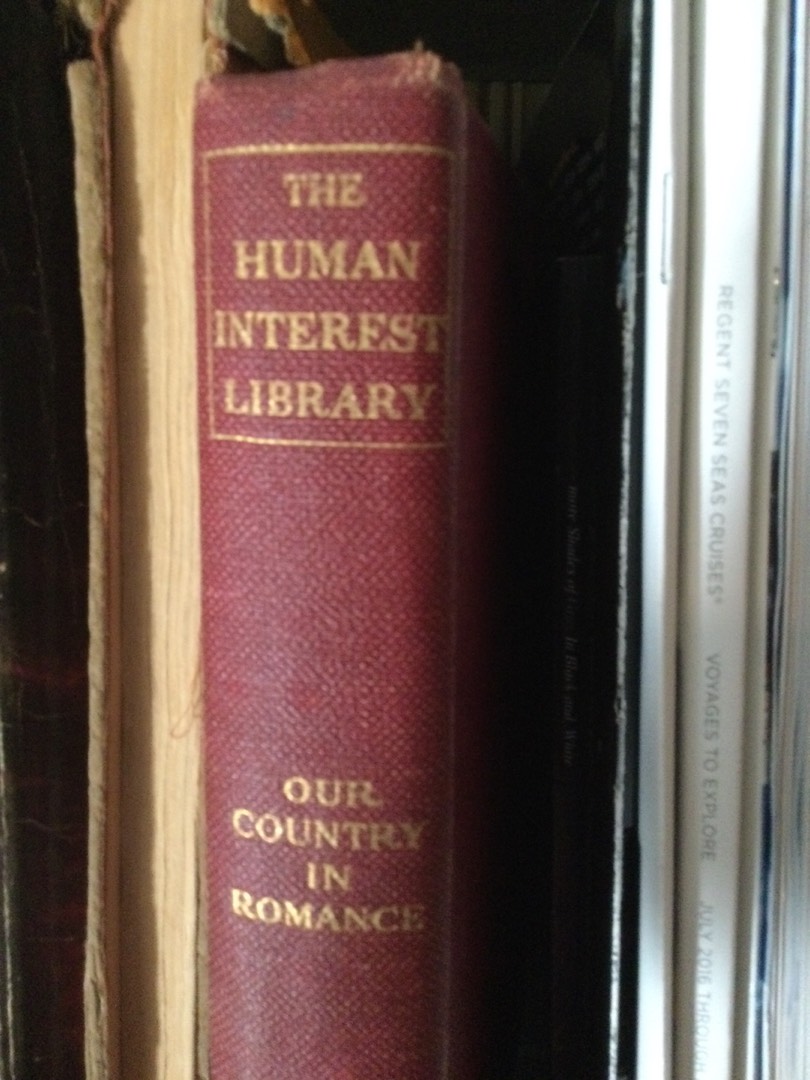 THE
HUMAN
INTEREST
LIBRARY
OUR
COUNTRY
IN
ROMANCE
REGENT SEVEN SEAS CRUISES® VOYAGES TO EXPLORE JULY 2016 THROUGH